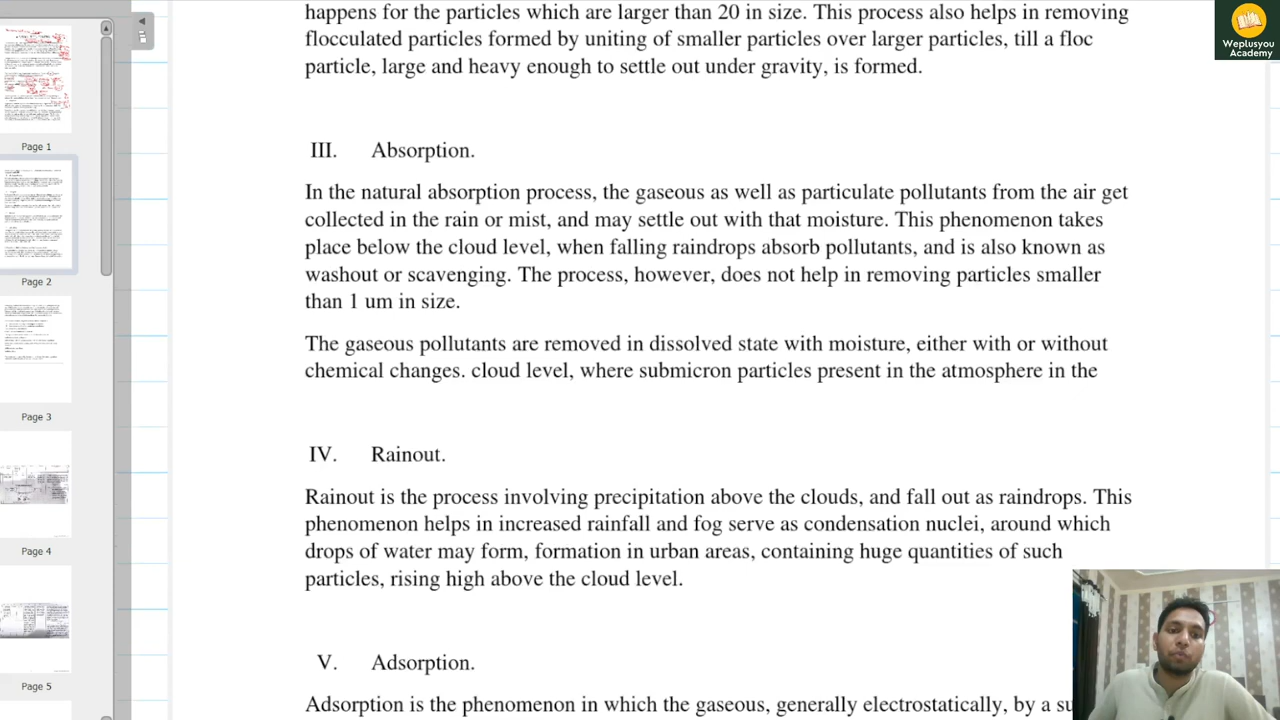 happens for the particles which are larger than 20 in size. This process also helps in removing
flocculated particles formed by uniting of smaller particles over larger particles, till a floc
particle, large and heavy enough to settle out under gravity, is formed.
III. Absorption.
In the natural absorption process, the gaseous as well as particulate pollutants from the air get
collected in the rain or mist, and may settle out with that moisture. This phenomenon takes
place below the cloud level, when falling raindrops absorb pollutants, and is also known as
washout or scavenging. The process, however, does not help in removing particles smaller
than 1 um in size.
The gaseous pollutants are removed in dissolved state with moisture, either with or without
chemical changes. cloud level, where submicron particles present in the atmosphere in the
IV. Rainout.
Rainout is the process involving precipitation above the clouds, and fall out as raindrops. This
phenomenon helps in increased rainfall and fog serve as condensation nuclei, around which
drops of water may form, formation in urban areas, containing huge quantities of such
particles, rising high above the cloud level.
V. Adsorption.
Adsorption is the phenomenon in which the gaseous, generally electrostatically, by a
Page 1
Page 2
Page 3
Page 4
Page 5
Weplusyou
Academy